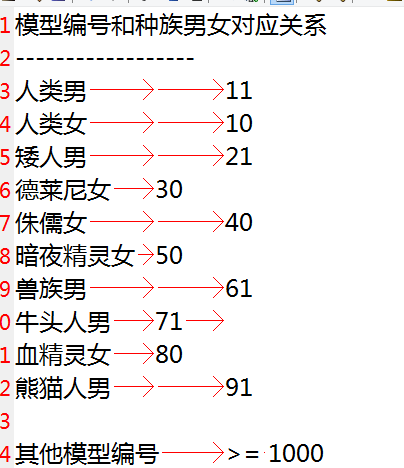 1 模型编号和种族男女对应关系
2 ------------------
3 人类男 11
4 人类女 10
5 矮人男 21
6 德莱尼女 30
7 侏儒女 40
8 暗夜精灵女 50
9 兽族男 61
0 牛头人男 71
1 血精灵女 80
2 熊猫人男 91
3
4 其他模型编号 >= 1000